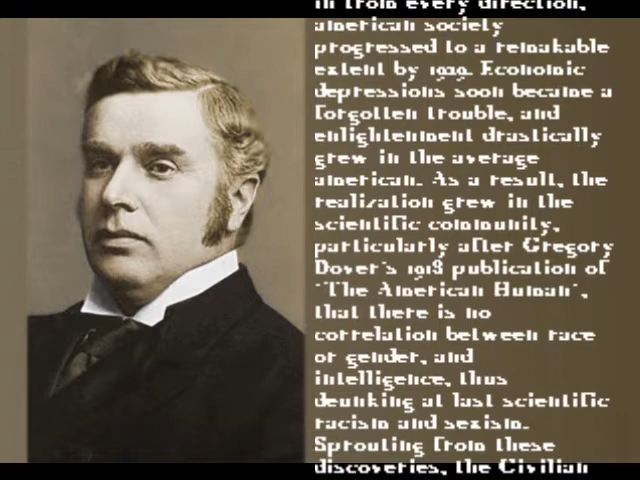 in from every direction,
american society
progressed to a remakable
extent by 1919. Economic
depressions soon became a
forgotten trouble, and
enlightenment drastically
grew in the average
american. As a result, the
realization grew in the
scientific community,
particularly after Gregory
Dover's 1918 publication of
"The American Human",
that there is no
correlation between race
or gender, and
intelligence, thus
deunking at last scientific
racism and sexism.
Sprouting from these
discoveries, the Civilian